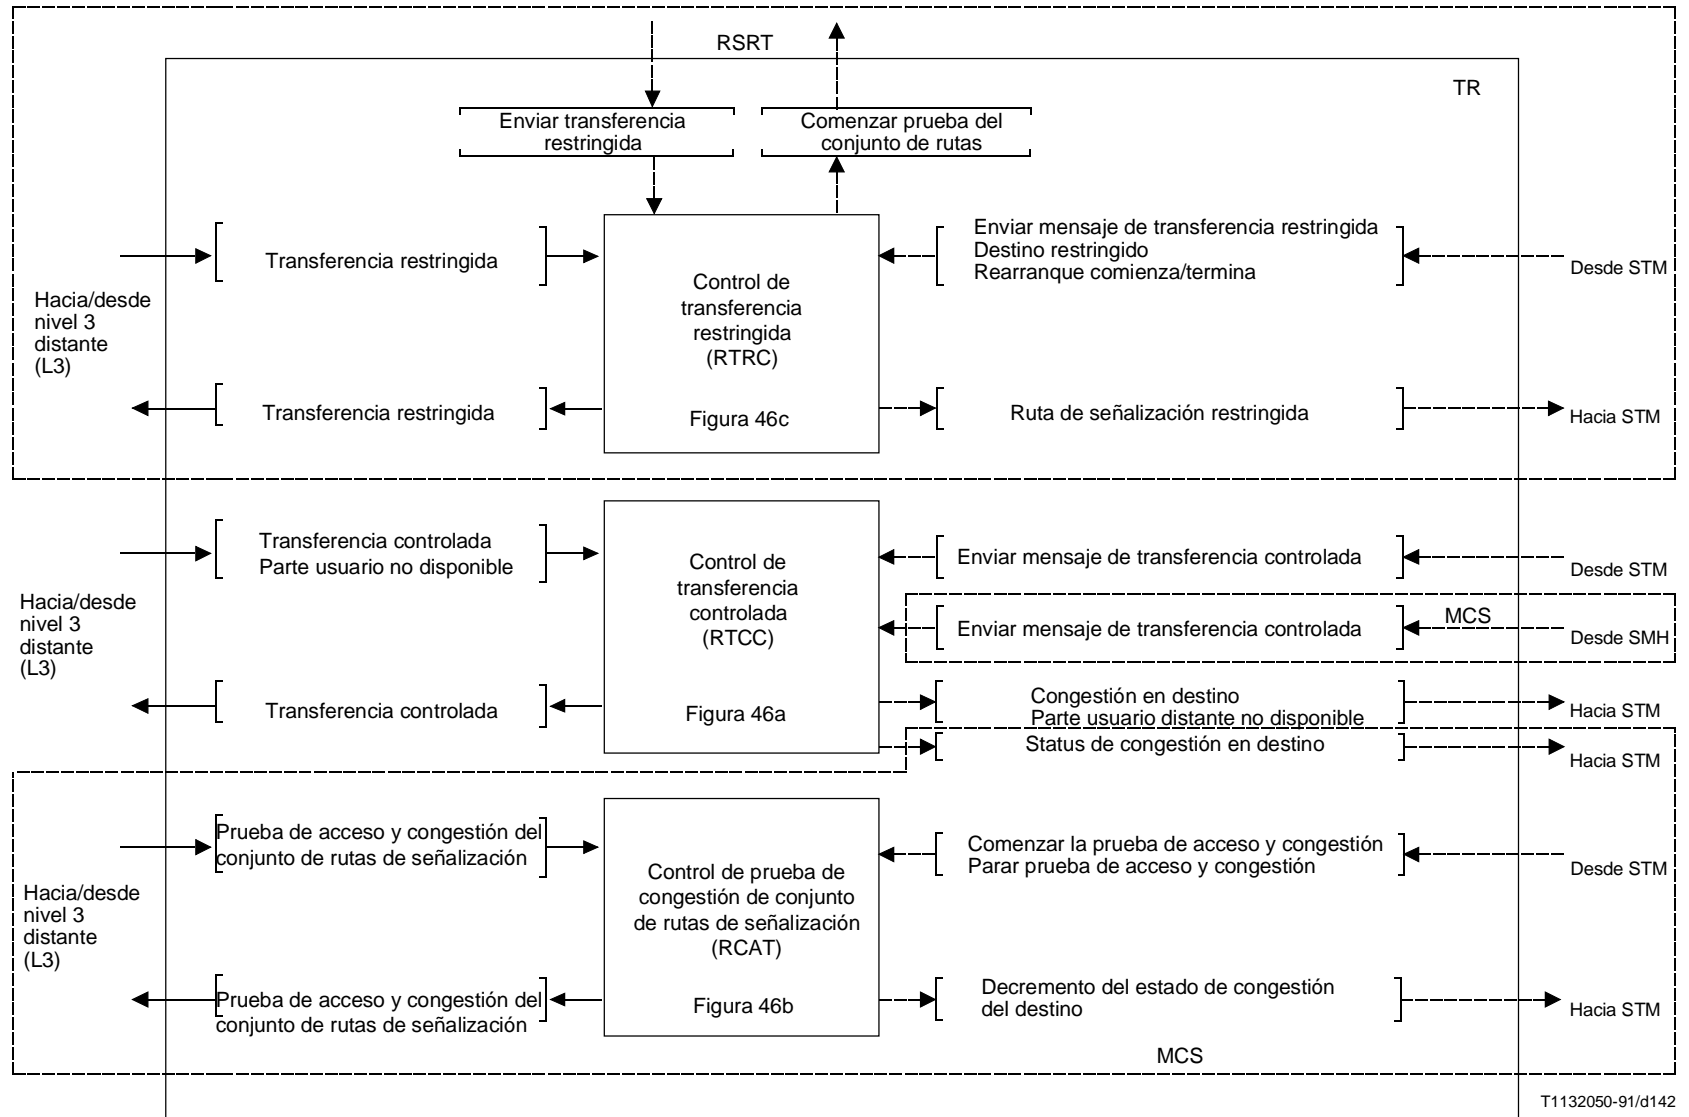 RSRT
TR
Enviar transferencia
restringida
Comenzar prueba del
conjunto de rutas
Hacia/desde
nivel 3
distante
(L3)
Transferencia restringida
Transferencia restringida
Control de
transferencia
restringida
(RTRC)
Figura 46c
Enviar mensaje de transferencia restringida
Destino restringido
Rearranque comienza/termina
Desde STM
Ruta de señalización restringida
Hacia STM
Hacia/desde
nivel 3
distante
(L3)
Transferencia controlada
Parte usuario no disponible
Transferencia controlada
Control de
transferencia
controlada
(RTCC)
Figura 46a
Enviar mensaje de transferencia controlada
Desde STM
Enviar mensaje de transferencia controlada
MCS
Desde SMH
Congestión en destino
Parte usuario distante no disponible
Hacia STM
Status de congestión en destino
Hacia STM
Hacia/desde
nivel 3
distante
(L3)
Prueba de acceso y congestión del
conjunto de rutas de señalización
Prueba de acceso y congestión del
conjunto de rutas de señalización
Control de prueba de
congestión de conjunto
de rutas de señalización
(RCAT)
Figura 46b
Comenzar la prueba de acceso y congestión
Parar prueba de acceso y congestión
Desde STM
Decremento del estado de congestión
del destino
Hacia STM
MCS
T1132050-91/d142